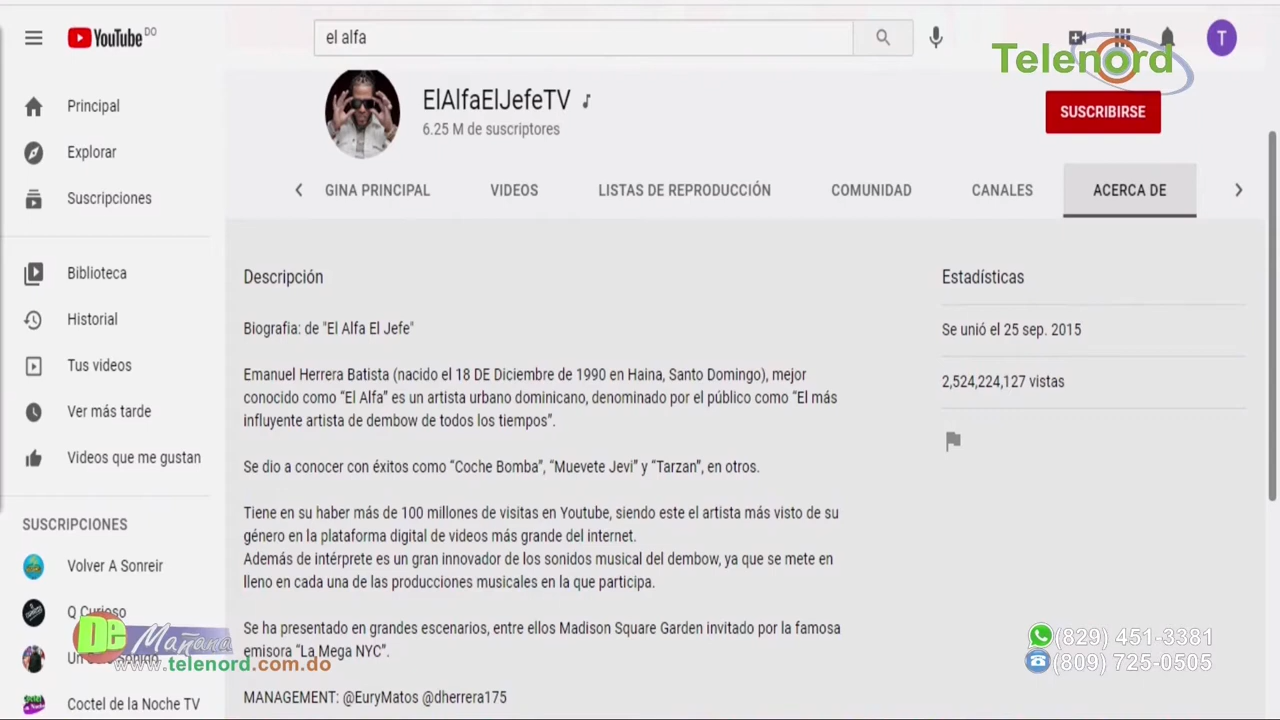 YouTube DO
el alfa
T
Telenord
ElAlfaElJefeTV
6.25 M de suscriptores
SUSCRIBIRSE
GINA PRINCIPAL
VIDEOS
LISTAS DE REPRODUCCIÓN
COMUNIDAD
CANALES
ACERCA DE
Principal
Explorar
Suscripciones
Biblioteca
Historial
Tus videos
Ver más tarde
Videos que me gustan
SUSCRIPCIONES
Volver A Sonreir
Q Curioso
Coctel de la Noche TV
Descripción
Biografia: de "El Alfa El Jefe"
Emanuel Herrera Batista (nacido el 18 DE Diciembre de 1990 en Haina, Santo Domingo), mejor
conocido como “El Alfa” es un artista urbano dominicano, denominado por el público como “El más
influyente artista de dembow de todos los tiempos”.
Se dio a conocer con éxitos como “Coche Bomba”, “Muevete Jevi” y “Tarzan”, en otros.
Tiene en su haber más de 100 millones de visitas en Youtube, siendo este el artista más visto de su
género en la plataforma digital de videos más grande del internet.
Además de intérprete es un gran innovador de los sonidos musical del dembow, ya que se mete en
lleno en cada una de las producciones musicales en la que participa.
Se ha presentado en grandes escenarios, entre ellos Madison Square Garden invitado por la famosa
emisora “La Mega NYC”.
MANAGEMENT: @EuryMatos @dherrera175
Estadísticas
Se unió el 25 sep. 2015
2,524,224,127 vistas
De Mañana
www.telenord.com.do
(829) 451-3381
(809) 725-0505